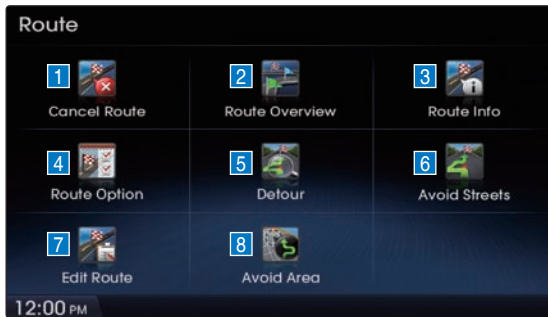 Route
1 2 3
Cancel Route Route Overview Route Info
4 5 6
Route Option Detour Avoid Streets
7 8
Edit Route Avoid Area
12:00 PM